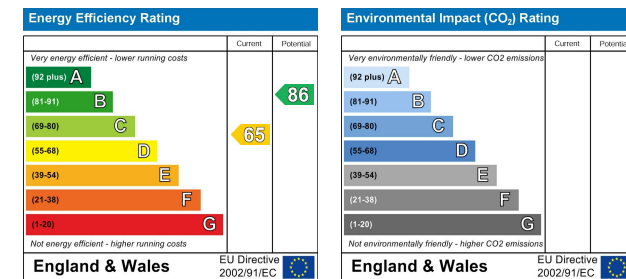 Energy Efficiency Rating
Current Potential
Very energy efficient - lower running costs
(92 plus) A
(81-91) B
86
(69-80) C
65
(55-68) D
(39-54) E
(21-38) F
(1-20) G
Not energy efficient - higher running costs
England & Wales
EU Directive
2002/91/EC
Environmental Impact (CO₂) Rating
Current Potential
Very environmentally friendly - lower CO2 emissions
(92 plus) A
(81-91) B
(69-80) C
(55-68) D
(39-54) E
(21-38) F
(1-20) G
Not environmentally friendly - higher CO2 emissions
England & Wales
EU Directive
2002/91/EC